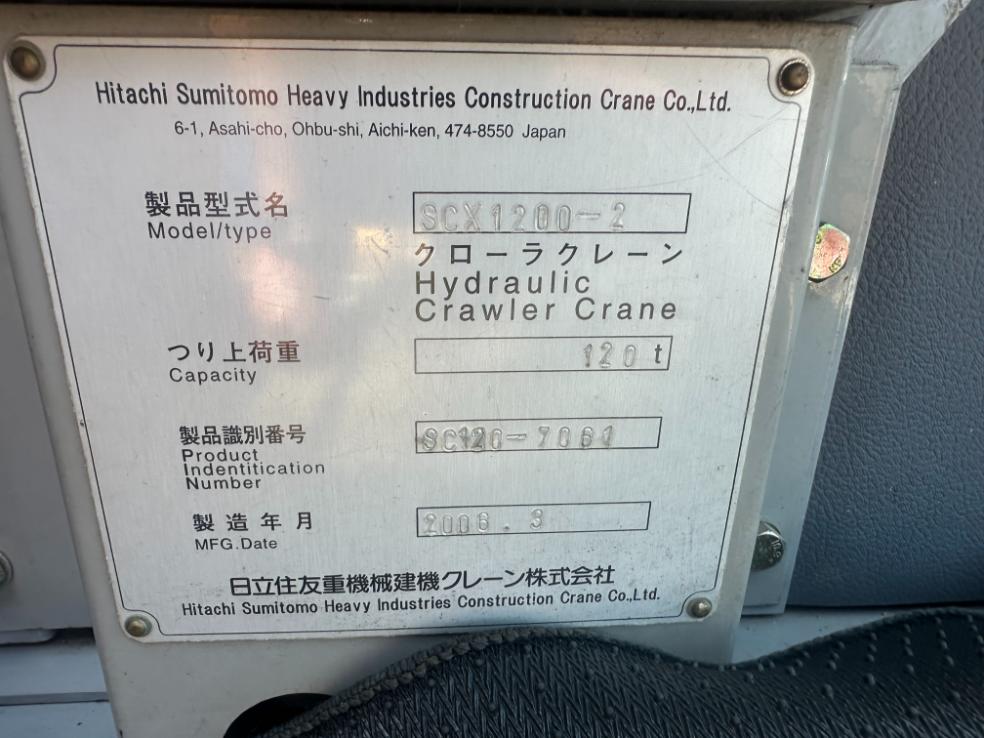 Hitachi Sumitomo Heavy Industries Construction Crane Co.,Ltd.
6-1, Asahi-cho, Ohbu-shi, Aichi-ken, 474-8550 Japan
製品型式名 SCX1200-2
Model/type
クローラクレーン
Hydraulic
Crawler Crane
つり上荷重 120 t
Capacity
製品識別番号 SC120-7061
Product
Indentitication
Number
製造年月 2006.3
MFG.Date
日立住友重機械建機クレーン株式会社
Hitachi Sumitomo Heavy Industries Construction Crane Co.,Ltd.